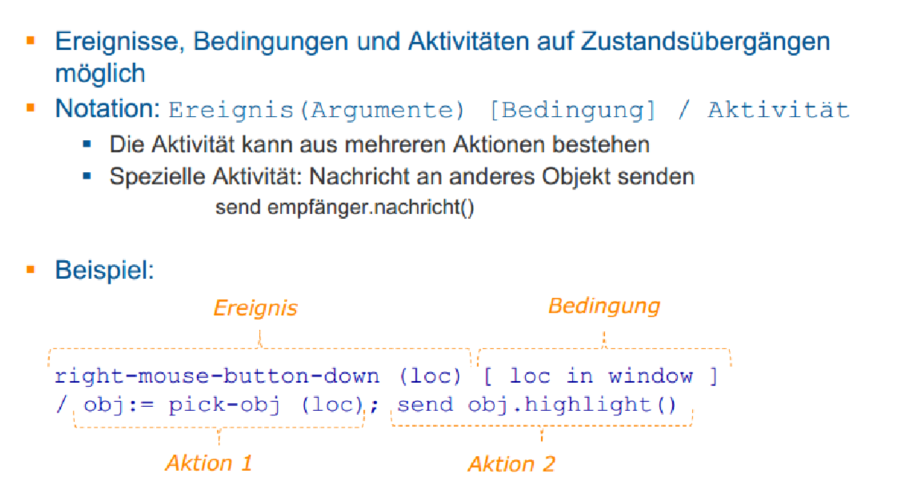 Ereignisse, Bedingungen und Aktivitäten auf Zustandsübergängen
möglich
Notation: Ereignis(Argumente) [Bedingung] / Aktivität
Die Aktivität kann aus mehreren Aktionen bestehen
Spezielle Aktivität: Nachricht an anderes Objekt senden
send empfänger.nachricht()
Beispiel:
Ereignis Bedingung
right-mouse-button-down (loc) [ loc in window ]
/ obj:= pick-obj (loc); send obj.highlight()
Aktion 1 Aktion 2